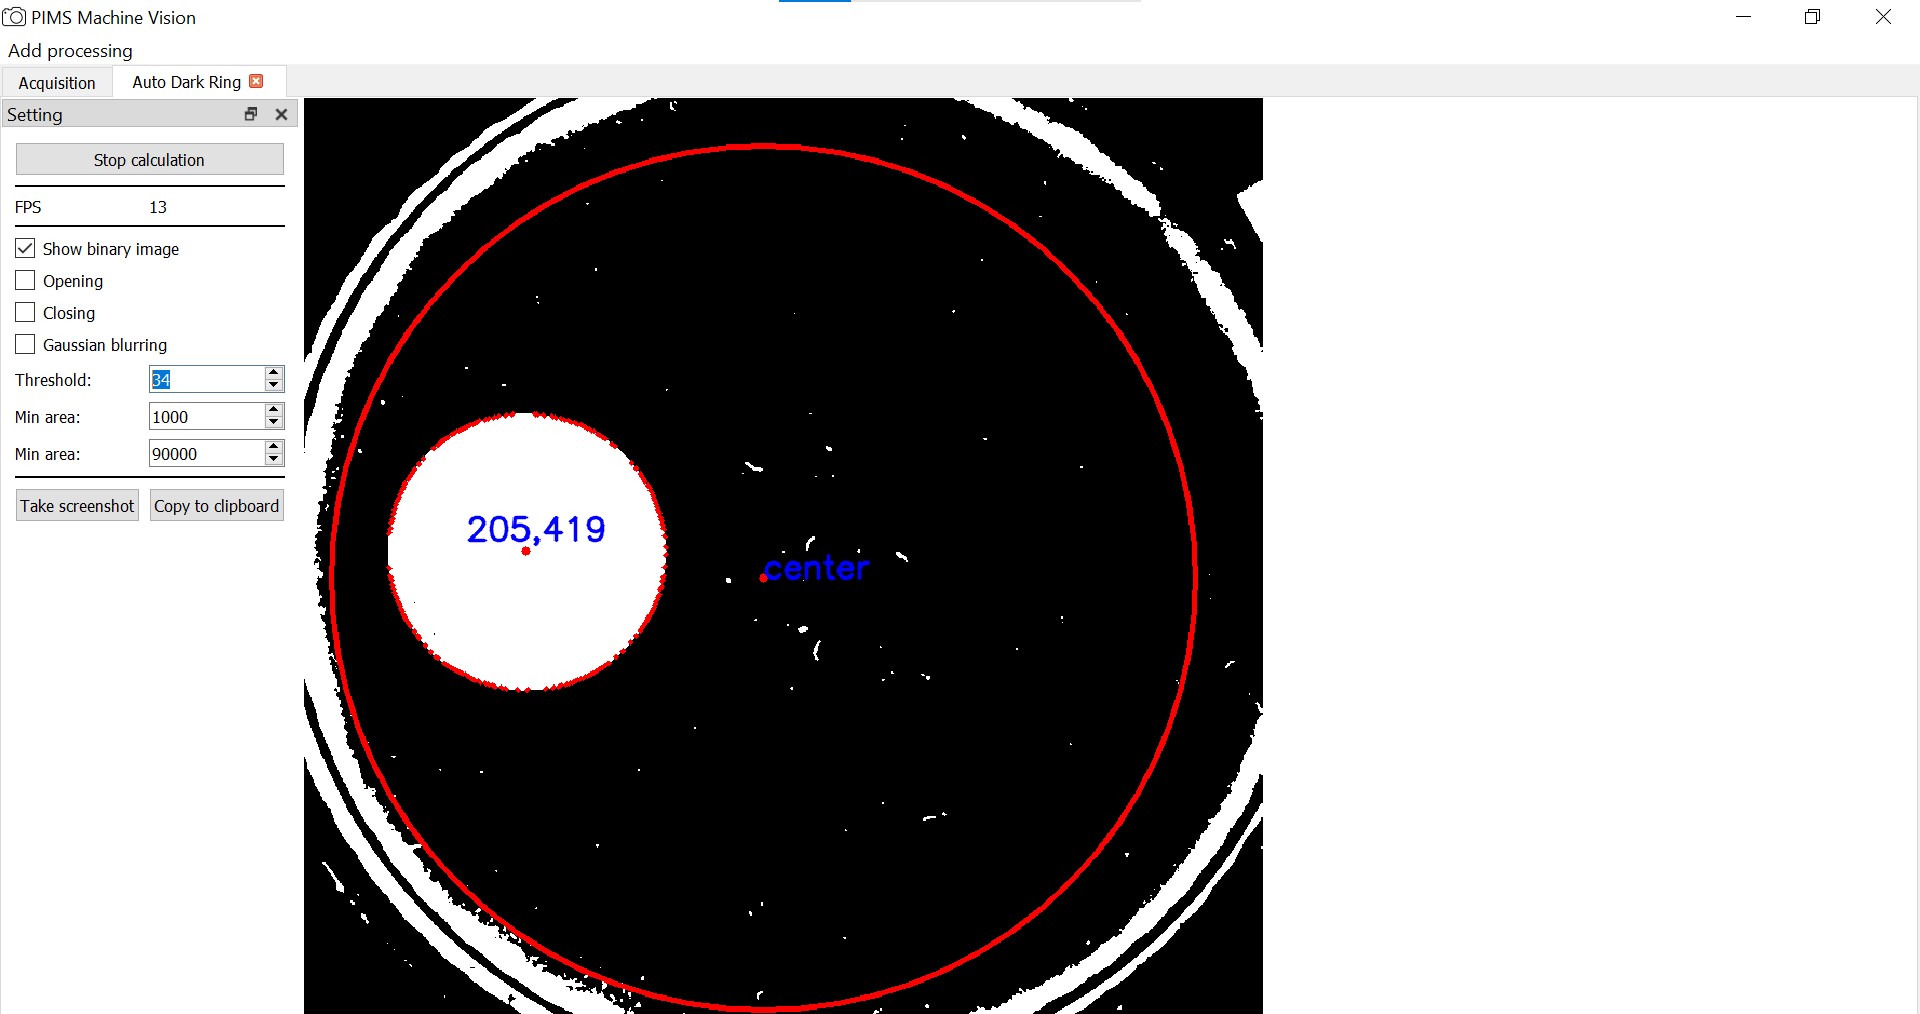 PIMS Machine Vision
Add processing
Acquisition
Auto Dark Ring
Setting
Stop calculation
FPS 13
Show binary image
Opening
Closing
Gaussian blurring
Threshold: 34
Min area: 1000
Min area: 90000
Take screenshot Copy to clipboard
205,419
center